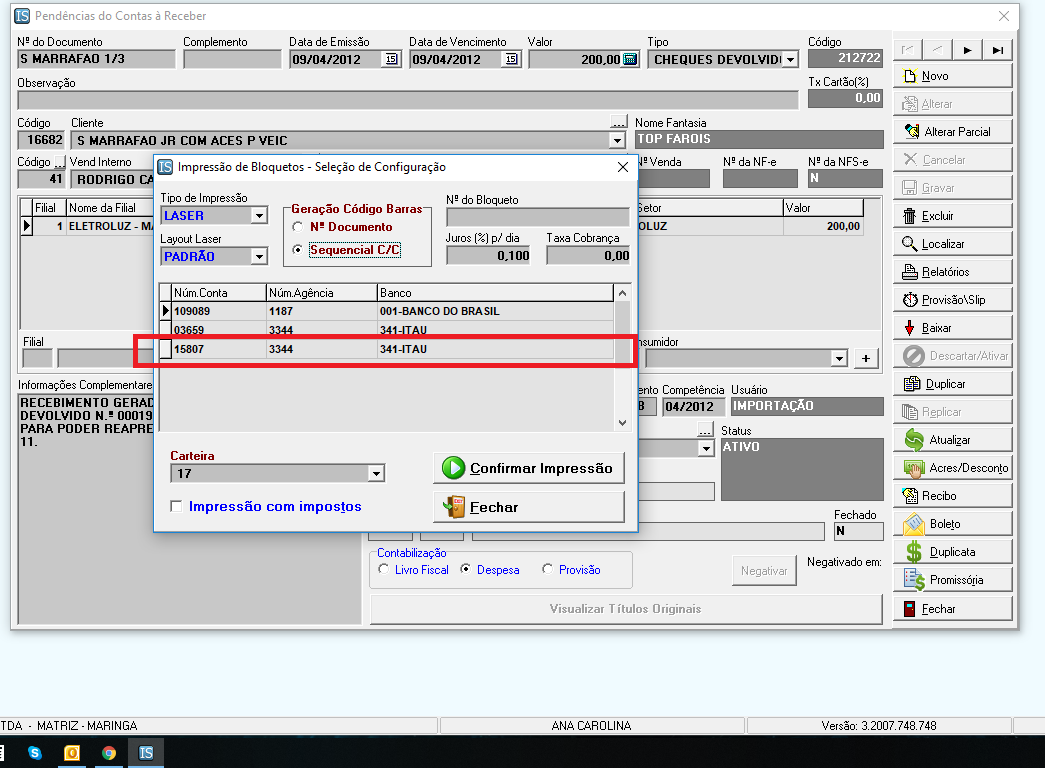 IS Pendências do Contas à Receber
Nº do Documento Complemento Data de Emissão Data de Vencimento Valor Tipo Código
S MARRAFAO 1/3 09/04/2012 15 09/04/2012 15 200,00 CHEQUES DEVOLVID 212722
Observação Tx Cartão(%)
0,00
Código Cliente ... Nome Fantasia
16682 S MARRAFAO JR COM ACES P VEIC TOP FAROIS
Código ... Vend Interno Nº Venda Nº da NF-e Nº da NFS-e
41 RODRIGO CA N
Filial Nome da Filial Setor Valor
1 ELETROLUZ - MA OLUZ 200,00
Filial nsumidor
+
Informações Complementare
RECEBIMENTO GERAD
DEVOLVIDO N.º 00019
PARA PODER REAPRE
11.
ento Competência Usuário
8 04/2012 IMPORTAÇÃO
... Status
ATIVO
Fechado
N
Contabilização
Livro Fiscal Despesa Provisão
Negativar
Negativado em:
Visualizar Títulos Originais
IS Impressão de Bloquetos - Seleção de Configuração
Tipo de Impressão
LASER
Layout Laser
PADRÃO
Geração Código Barras
Nº Documento
Sequencial C/C
Nº do Bloqueto
Juros (%) p/ dia Taxa Cobrança
0,100 0,00
Núm.Conta Núm.Agência Banco
109089 1187 001-BANCO DO BRASIL
03659 3344 341-ITAU
15807 3344 341-ITAU
Carteira
17
Impressão com impostos
Confirmar Impressão
Fechar
Novo
Alterar
Alterar Parcial
Cancelar
Gravar
Excluir
Localizar
Relatórios
Provisão\Slip
Baixar
Descartar/Ativar
Duplicar
Replicar
Atualizar
Acres/Desconto
Recibo
Boleto
Duplicata
Promissória
Fechar
TDA - MATRIZ - MARINGA ANA CAROLINA Versão: 3.2007.748.748
IS